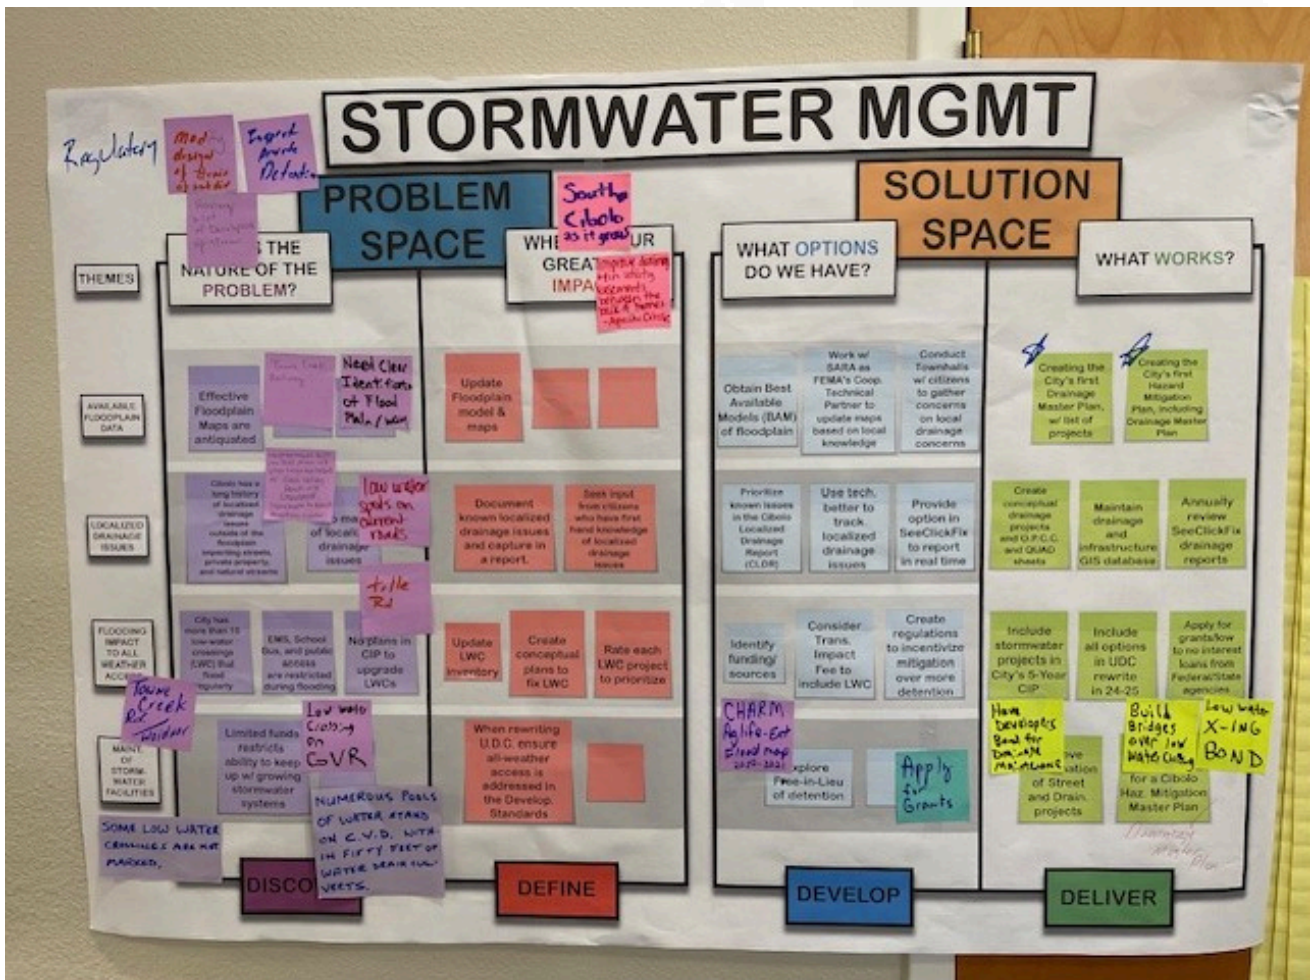 STORMWATER MGMT
Regulatory
design
of
Detention
PROBLEM
SPACE
South
Cibolo
as it grows
SOLUTION
SPACE
THEMES
THE
NATURE OF THE
PROBLEM?
WHE UR
GREAT
IMPA
easements
between the
WHAT OPTIONS
DO WE HAVE?
WHAT WORKS?
AVAILABLE
FLOODPLAIN
DATA
Effective
Floodplain
Maps are
antiquated
Need Clear
of Flood
Update
Floodplain
model &
maps
Obtain Best
Available
Models (BAM)
of floodplain
Work w/
SARA as
FEMA's Coop.
Technical
Partner to
update maps
based on local
knowledge
Conduct
Townhalls
w/ citizens
to gather
concerns
on local
drainage
concerns
Creating the
City's first
Drainage
Master Plan,
w/ list of
projects
Creating the
City's first
Hazard
Mitigation
Plan, including
Drainage Master
Plan
LOCALIZED
DRAINAGE
ISSUES
Cibolo has a
long history
of localized
drainage
issues
outside of the
floodplain
impacting streets,
private property,
and natural streams
of local
drainage
issues
low water
spots on
current
roads
Document
known localized
drainage issues
and capture in
a report.
Seek input
from citizens
who have first
hand knowledge
of localized
drainage
issues
Prioritize
known issues
in the Cibolo
Localized
Drainage
Report
(CLDR)
Use tech.
better to
track
localized
drainage
issues
Provide
option in
SeeClickFix
to report
in real time
Create
conceptual
drainage projects
and O.P.C.C.
and QUAD
sheets
Maintain
drainage
and
infrastructure
GIS database
Annually
review
SeeClickFix
drainage
reports
Rd
FLOODING
IMPACT
TO ALL
WEATHER
ACCESS
City has
more than 10
low-water
crossings
(LWC) that
flood
regularly
EMS, School
Bus, and public
access
are restricted
during flooding
No plans in
CIP to
upgrade
LWCs
Update
LWC
inventory
Create
conceptual
plans to
fix LWC
Rate each
LWC project
to prioritize
Identify
funding/
sources
Consider
Trans.
Impact
Fee to
include LWC
Create
regulations
to incentivize
mitigation
over more
detention
Include
stormwater
projects in
City's 5-Year
CIP
Include
all options
in UDC
rewrite
in 24-25
Apply for
grants/low
to no interest
loans from
Federal/State
agencies
Towne
Creek
Rd
MAINT.
OF STORM-
WATER
FACILITIES
Limited funds
restricts
ability to keep
up w/ growing
stormwater
systems
Low water
Crossing
on
GVR
When rewriting
U.D.C. ensure
all-weather
access is
addressed in
the Develop.
Standards
CHARM
Aglife-Ext
Flood map
Explore
Fee-in-Lieu
of detention
Apply
for
Grants
Have
Developers
Bond for
Drainage
Maintenance
of Street
and Drain.
projects
Build
Bridges
over low
water Crossing
for a Cibolo
Haz. Mitigation
Master Plan
Low water
X-ING
BOND
SOME LOW WATER
CROSSINGS ARE NOT
MARKED.
NUMEROUS POOLS
OF WATER STAND
ON C.V.D. WITH-
IN FIFTY FEET OF
WATER DRAIN CUL-
VERTS.
DISCO
DEFINE
DEVELOP
DELIVER